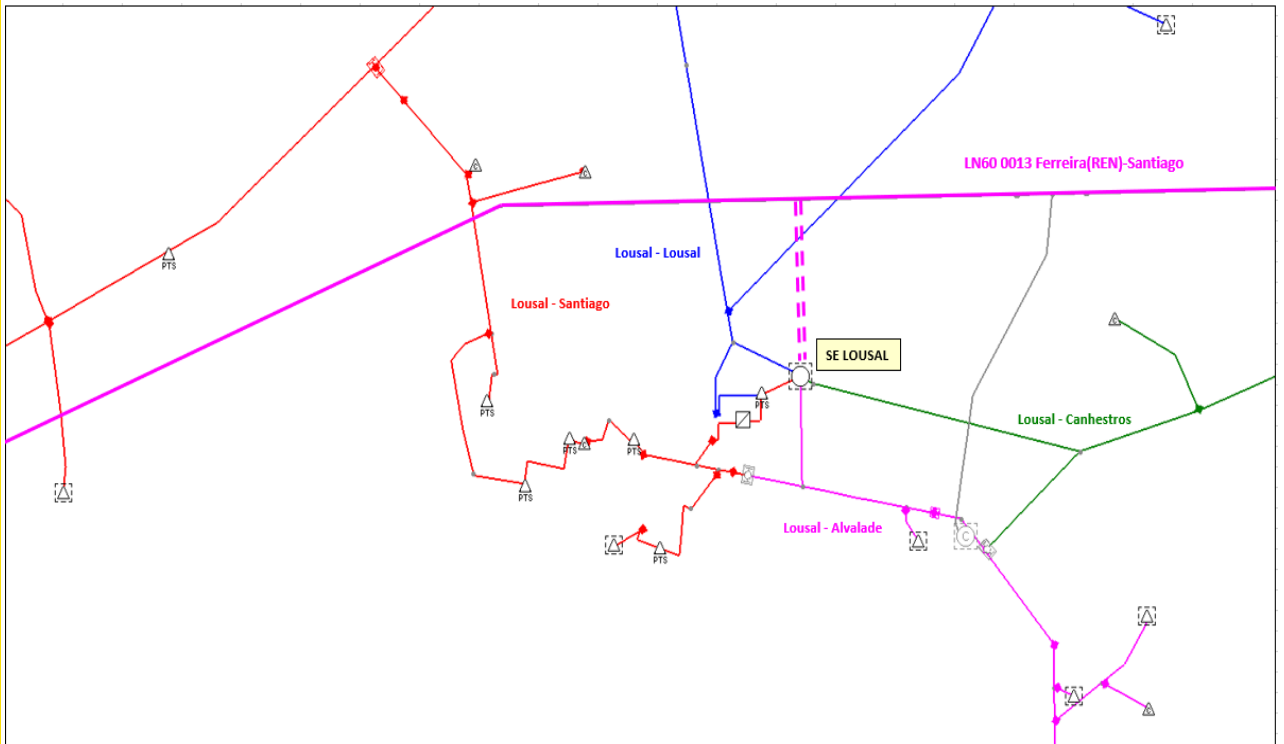 LN60 0013 Ferreira(REN)-Santiago
C
C
Lousal - Lousal
PTS
Lousal - Santiago
C
SE LOUSAL
PTS
PTS
Lousal - Canhestros
PTS
C
PTS
C
PTS
Lousal - Alvalade
C
PTS
C